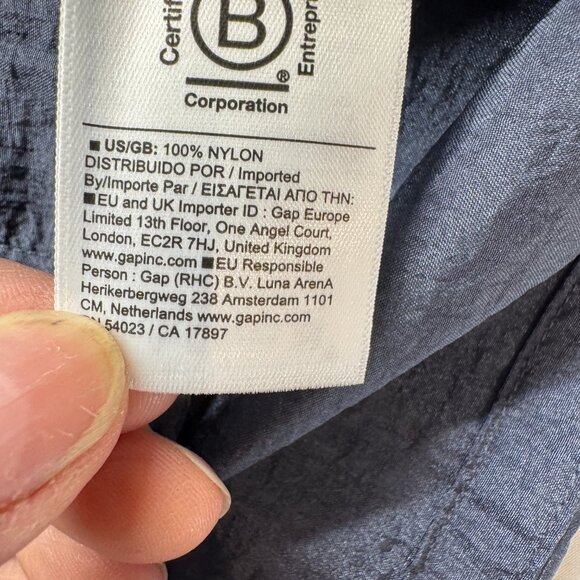 Certifi
B
Entrepr
®
Corporation
■ US/GB: 100% NYLON
DISTRIBUIDO POR / Imported
By/Importe Par / ΕΙΣΑΓΕΤΑΙ ΑΠΟ ΤΗΝ:
■ EU and UK Importer ID : Gap Europe
Limited 13th Floor, One Angel Court,
London, EC2R 7HJ, United Kingdom
www.gapinc.com ■ EU Responsible
Person : Gap (RHC) B.V. Luna ArenA
Herikerbergweg 238 Amsterdam 1101
CM, Netherlands www.gapinc.com
54023 / CA 17897